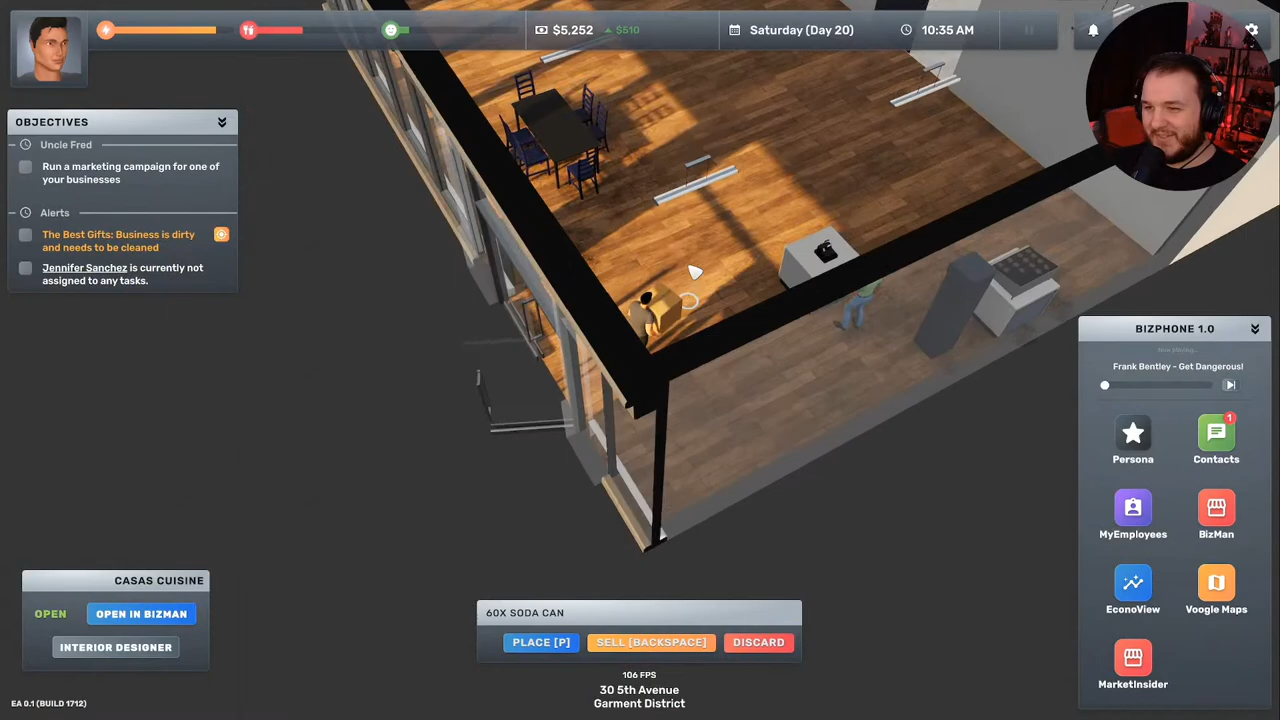 $5,252
$510
Saturday (Day 20)
10:35 AM
OBJECTIVES
Uncle Fred
Run a marketing campaign for one of
your businesses
Alerts
The Best Gifts: Business is dirty
and needs to be cleaned
Jennifer Sanchez is currently not
assigned to any tasks.
BIZPHONE 1.0
Now playing...
Frank Bentley - Get Dangerous!
Persona
1
Contacts
MyEmployees
BizMan
EconoView
Voogle Maps
MarketInsider
CASAS CUISINE
OPEN
OPEN IN BIZMAN
INTERIOR DESIGNER
60X SODA CAN
PLACE [P]
SELL [BACKSPACE]
DISCARD
106 FPS
30 5th Avenue
Garment District
EA 0.1 (BUILD 1712)